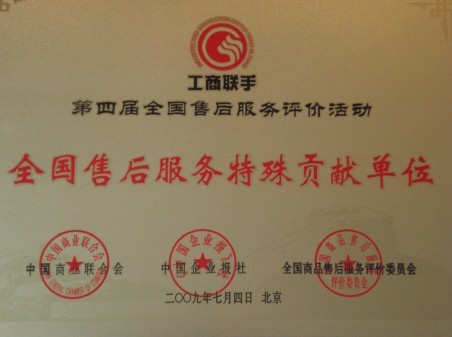 工商联手
第四届全国售后服务评价活动
全国售后服务特殊贡献单位
中国商业联合会 中国企业报社 全国商品售后服务评价委员会
二〇〇九年七月四日 北京